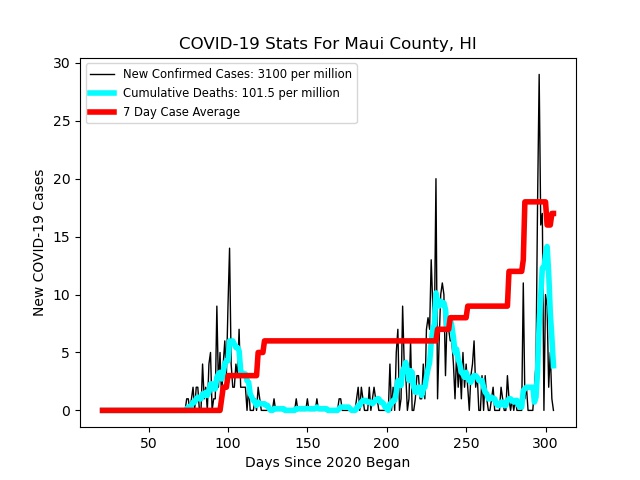 COVID-19 Stats For Maui County, HI
New Confirmed Cases: 3100 per million
Cumulative Deaths: 101.5 per million
7 Day Case Average
New COVID-19 Cases
30
25
20
15
10
5
0
50 100 150 200 250 300
Days Since 2020 Began